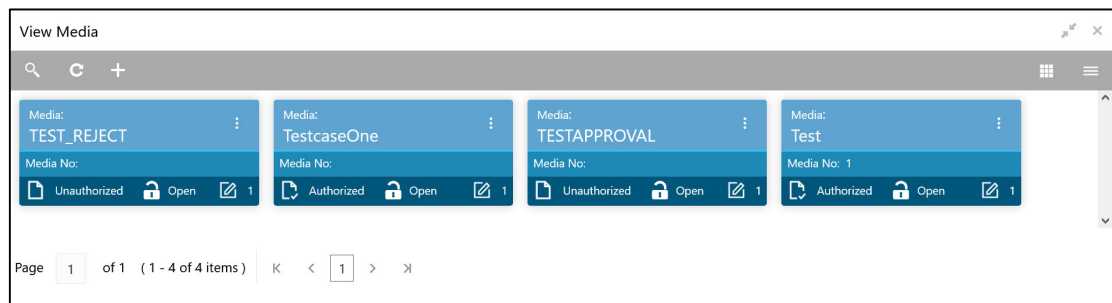 View Media
Media:
TEST_REJECT
Media No:
Unauthorized Open 1
Media:
TestcaseOne
Media No:
Authorized Open 1
Media:
TESTAPPROVAL
Media No:
Unauthorized Open 1
Media:
Test
Media No: 1
Authorized Open 1
Page 1 of 1 ( 1 - 4 of 4 items ) 1